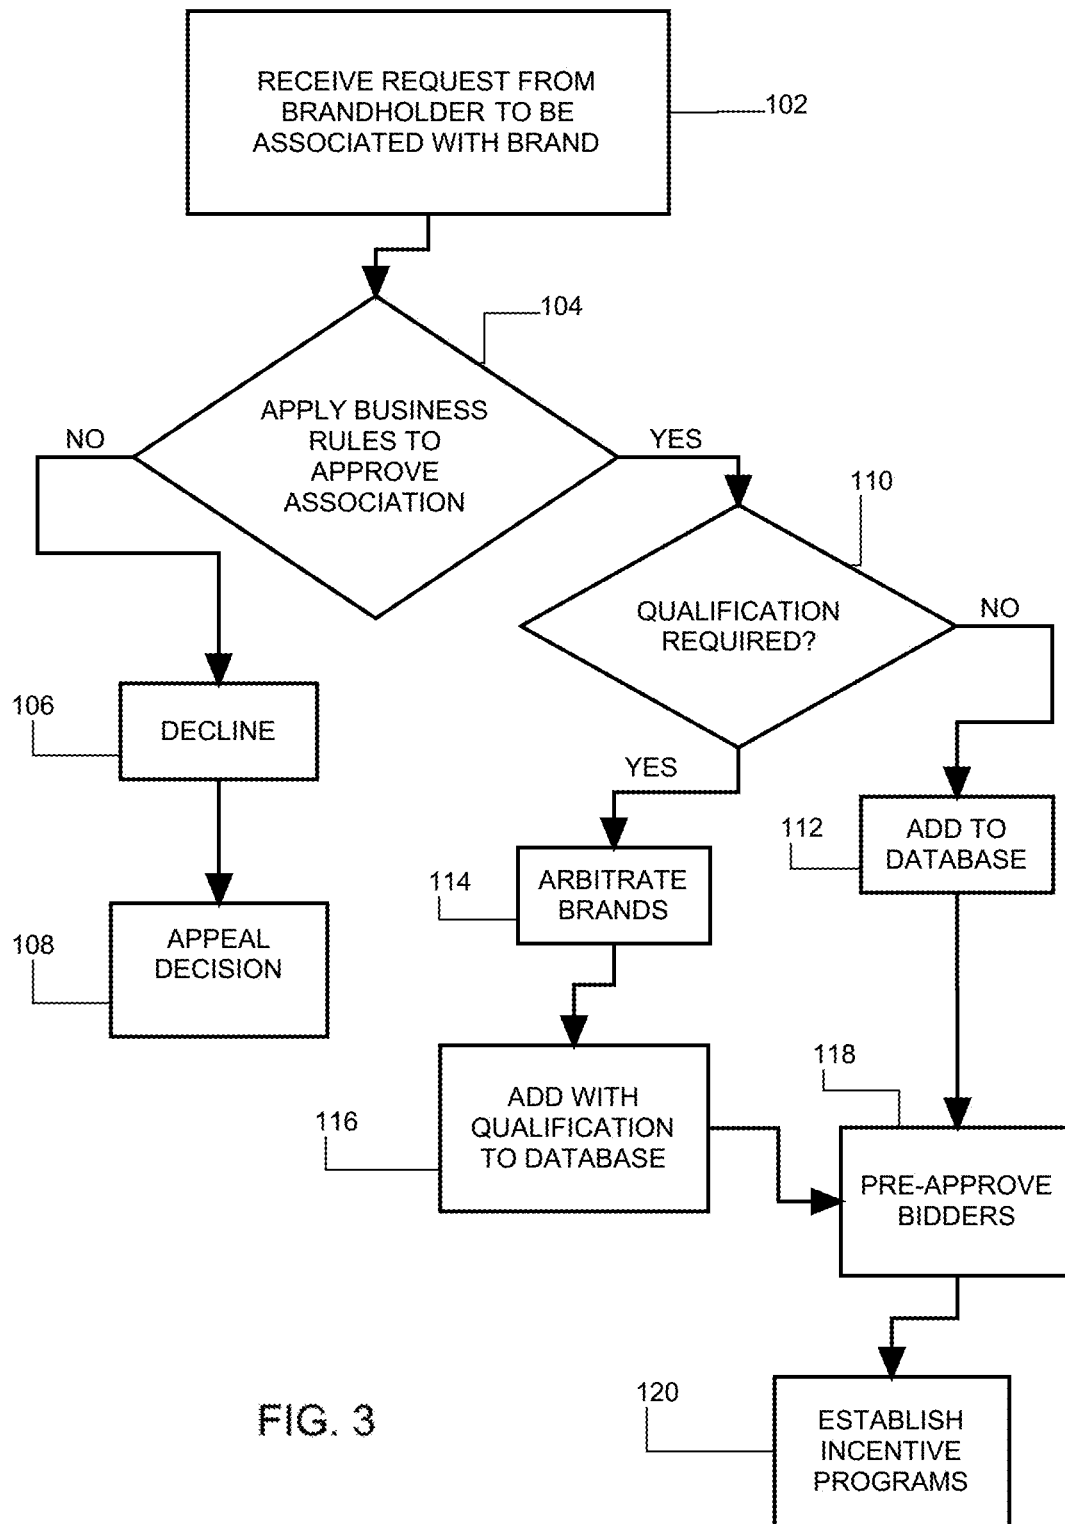 RECEIVE REQUEST FROM
BRANDHOLDER TO BE
ASSOCIATED WITH BRAND
102
104
APPLY BUSINESS
RULES TO
APPROVE
ASSOCIATION
NO
YES
110
QUALIFICATION
REQUIRED?
NO
106
DECLINE
YES
112
ADD TO
DATABASE
114
ARBITRATE
BRANDS
108
APPEAL
DECISION
118
116
ADD WITH
QUALIFICATION
TO DATABASE
PRE-APPROVE
BIDDERS
120
ESTABLISH
INCENTIVE
PROGRAMS
FIG. 3